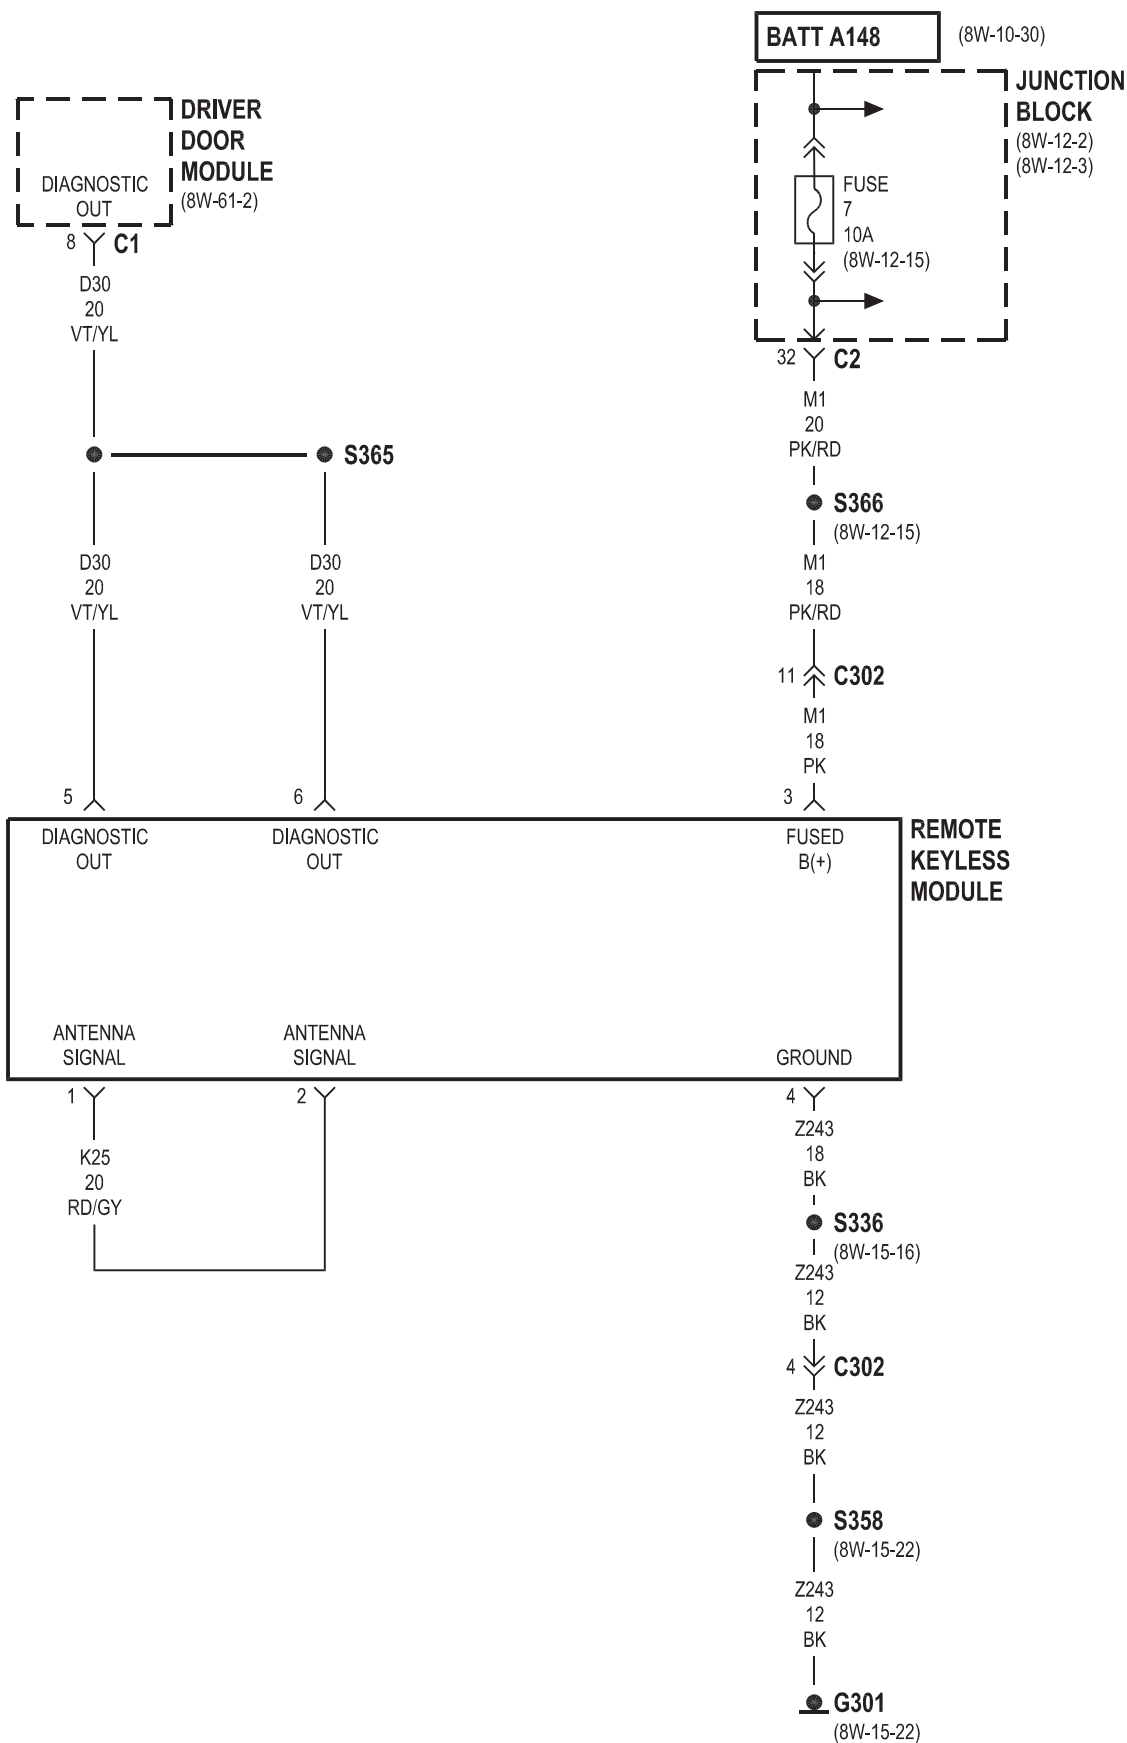 BATT A148
(8W-10-30)
JUNCTION
BLOCK
(8W-12-2)
(8W-12-3)
FUSE
7
10A
(8W-12-15)
DRIVER
DOOR
MODULE
(8W-61-2)
DIAGNOSTIC
OUT
8
C1
D30
20
VT/YL
S365
D30
20
VT/YL
D30
20
VT/YL
32
C2
M1
20
PK/RD
S366
(8W-12-15)
M1
18
PK/RD
11
C302
M1
18
PK
5
6
3
DIAGNOSTIC
OUT
DIAGNOSTIC
OUT
FUSED
B(+)
REMOTE
KEYLESS
MODULE
ANTENNA
SIGNAL
ANTENNA
SIGNAL
GROUND
1
2
4
K25
20
RD/GY
Z243
18
BK
S336
(8W-15-16)
Z243
12
BK
4
C302
Z243
12
BK
S358
(8W-15-22)
Z243
12
BK
G301
(8W-15-22)